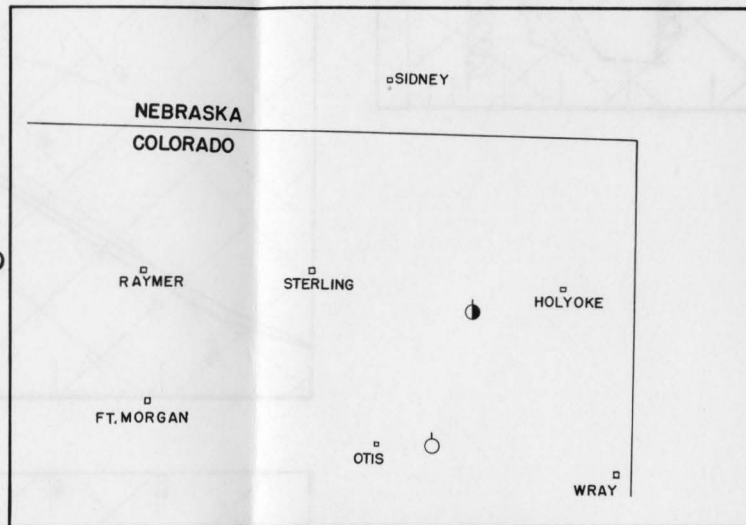 SIDNEY
NEBRASKA
COLORADO
RAYMER
STERLING
HOLYOKE
FT. MORGAN
OTIS
WRAY